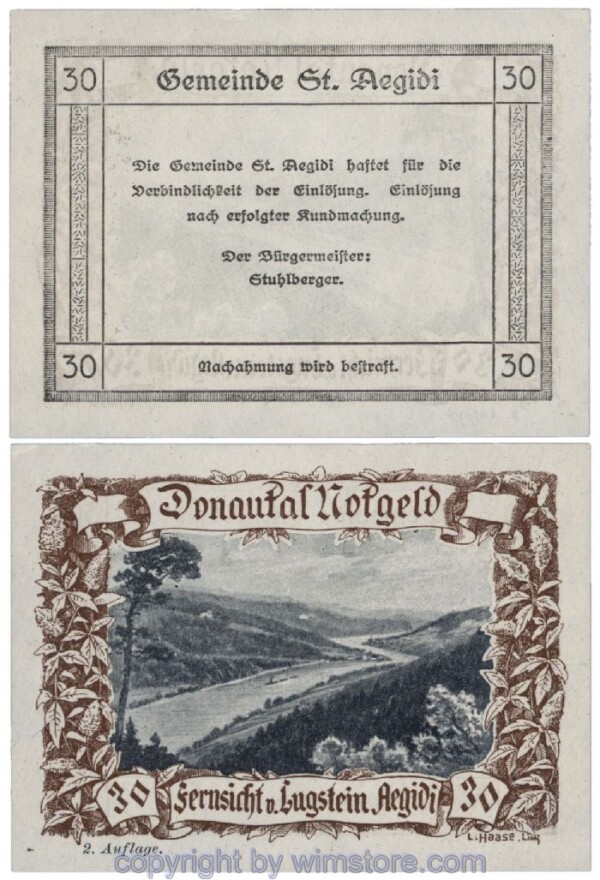 30 Gemeinde St. Aegidi 30
Die Gemeinde St. Aegidi haftet für die
Verbindlichkeit der Einlösung. Einlösung
nach erfolgter Kundmachung.
Der Bürgermeister:
Stuhlberger.
30 Nachahmung wird bestraft. 30
Donautal Notgeld
30 Fernsicht v. Lugstein, Aegidi 30
L. Haase, Linz
2. Auflage.
copyright by wimstore.com